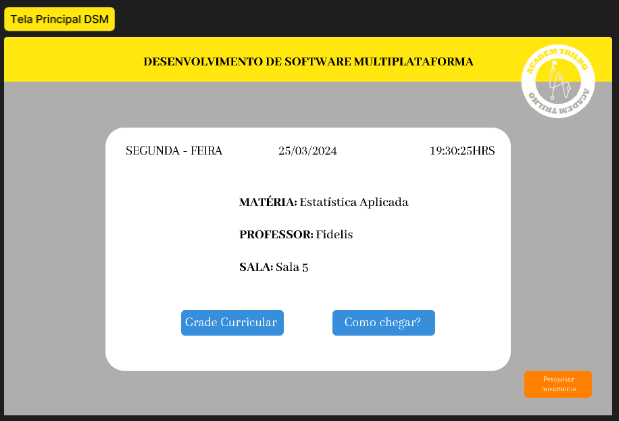 Tela Principal DSM
DESENVOLVIMENTO DE SOFTWARE MULTIPLATAFORMA
ACADEM TRILHO
ACADEM TRILHO
SEGUNDA - FEIRA 25/03/2024 19:30:25HRS
MATÉRIA: Estatística Aplicada
PROFESSOR: Fidelis
SALA: Sala 5
Grade Curricular Como chegar?
Pesquisar
novamente